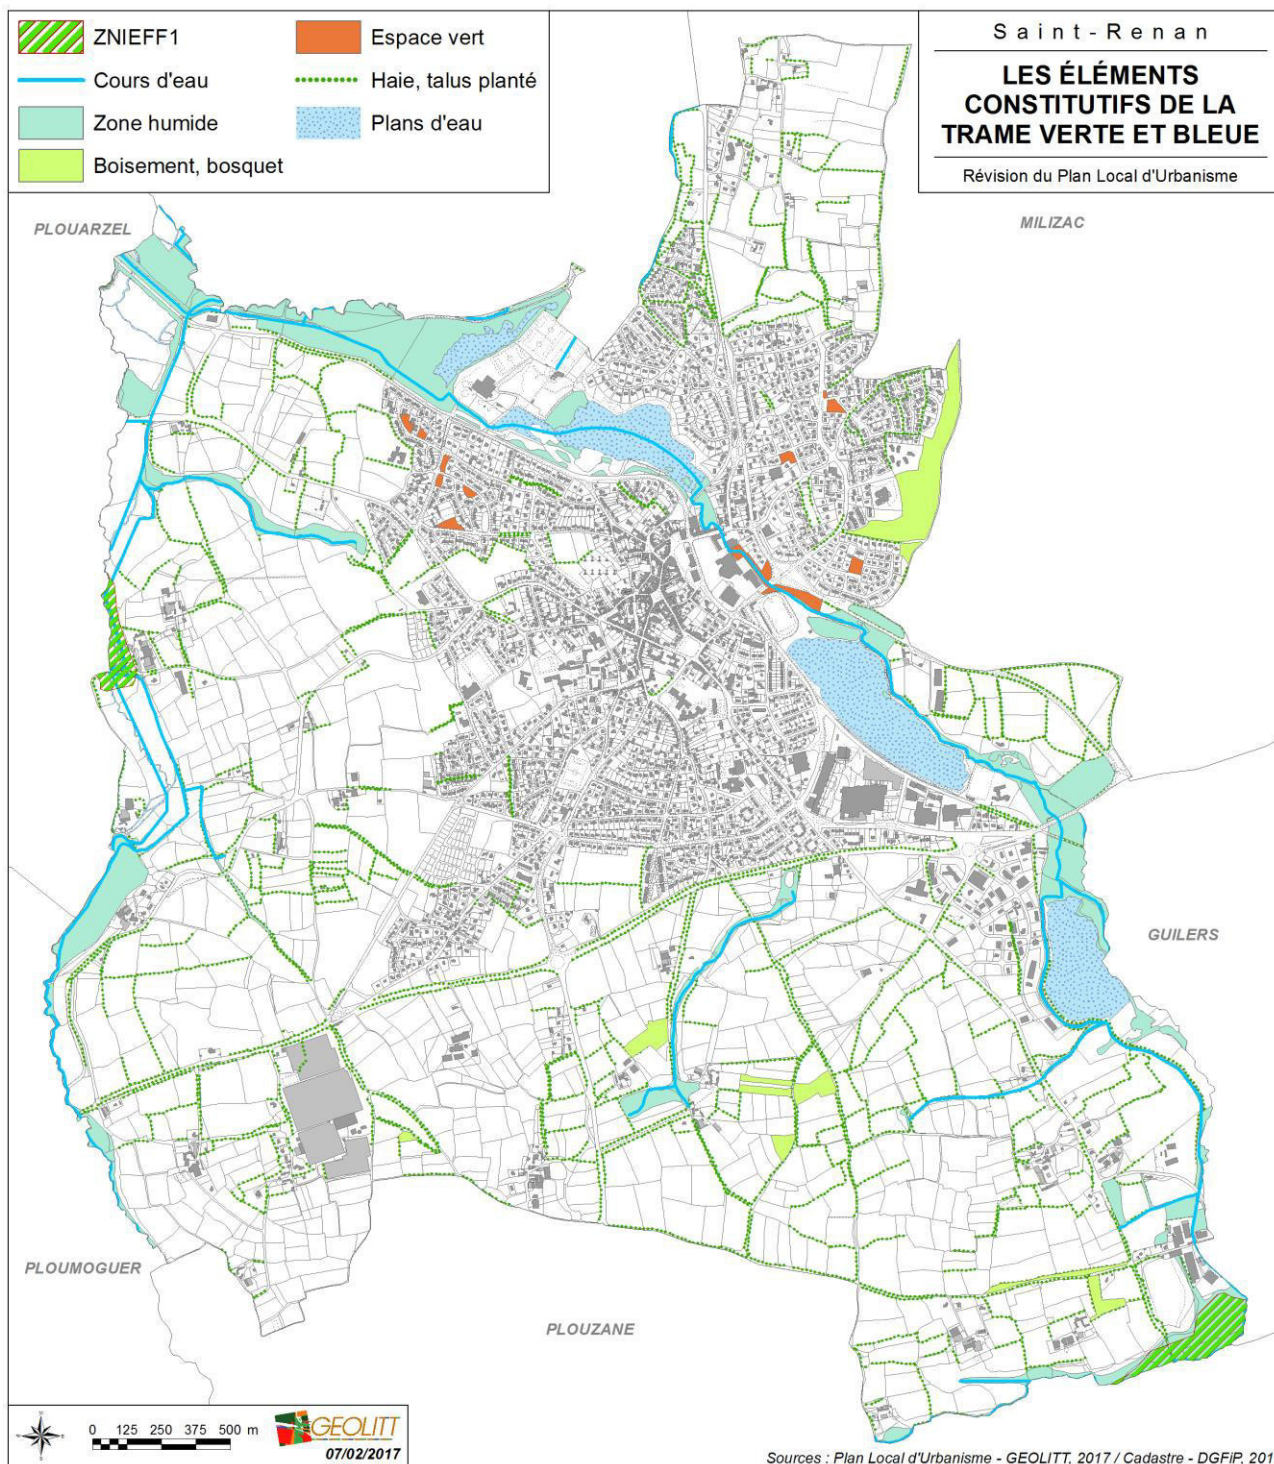 ZNIEFF1
Cours d'eau
Zone humide
Boisement, bosquet
Espace vert
Haie, talus planté
Plans d'eau
Saint-Renan
LES ÉLÉMENTS
CONSTITUTIFS DE LA
TRAME VERTE ET BLEUE
Révision du Plan Local d'Urbanisme
PLOUARZEL
MILIZAC
GUILERS
PLOUMOGUER
PLOUZANE
0 125 250 375 500 m
GEOLITT
07/02/2017
Sources : Plan Local d'Urbanisme - GEOLITT, 2017 / Cadastre - DGFiP, 201